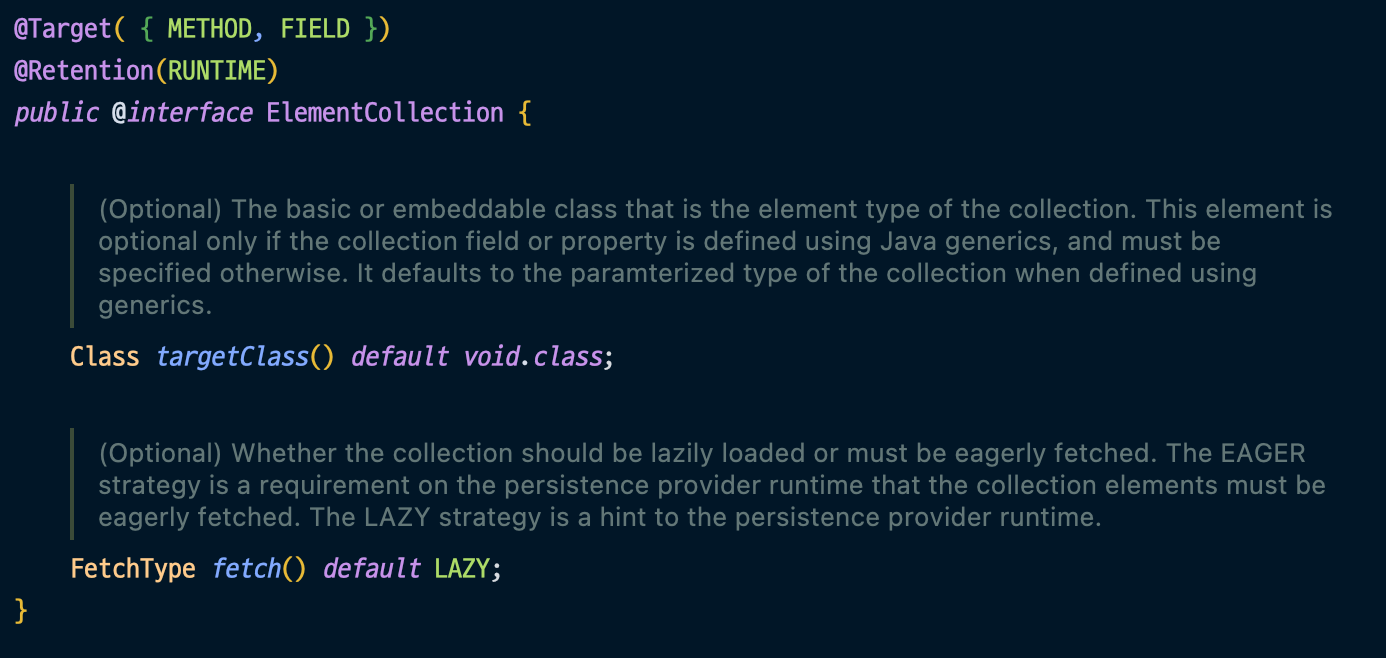 @Target( { METHOD, FIELD })
@Retention(RUNTIME)
public @interface ElementCollection {
(Optional) The basic or embeddable class that is the element type of the collection. This element is
optional only if the collection field or property is defined using Java generics, and must be
specified otherwise. It defaults to the paramterized type of the collection when defined using
generics.
Class targetClass() default void.class;
(Optional) Whether the collection should be lazily loaded or must be eagerly fetched. The EAGER
strategy is a requirement on the persistence provider runtime that the collection elements must be
eagerly fetched. The LAZY strategy is a hint to the persistence provider runtime.
FetchType fetch() default LAZY;
}